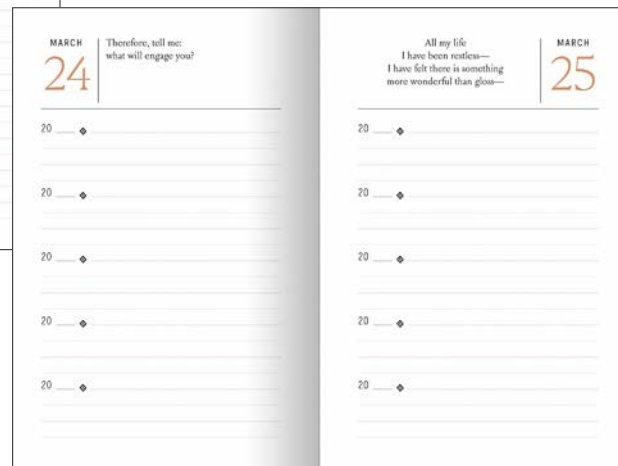 MARCH
24
Therefore, tell me:
what will engage you?
20
20
20
20
20
All my life
I have been restless—
I have felt there is something
more wonderful than gloss—
MARCH
25
20
20
20
20
20